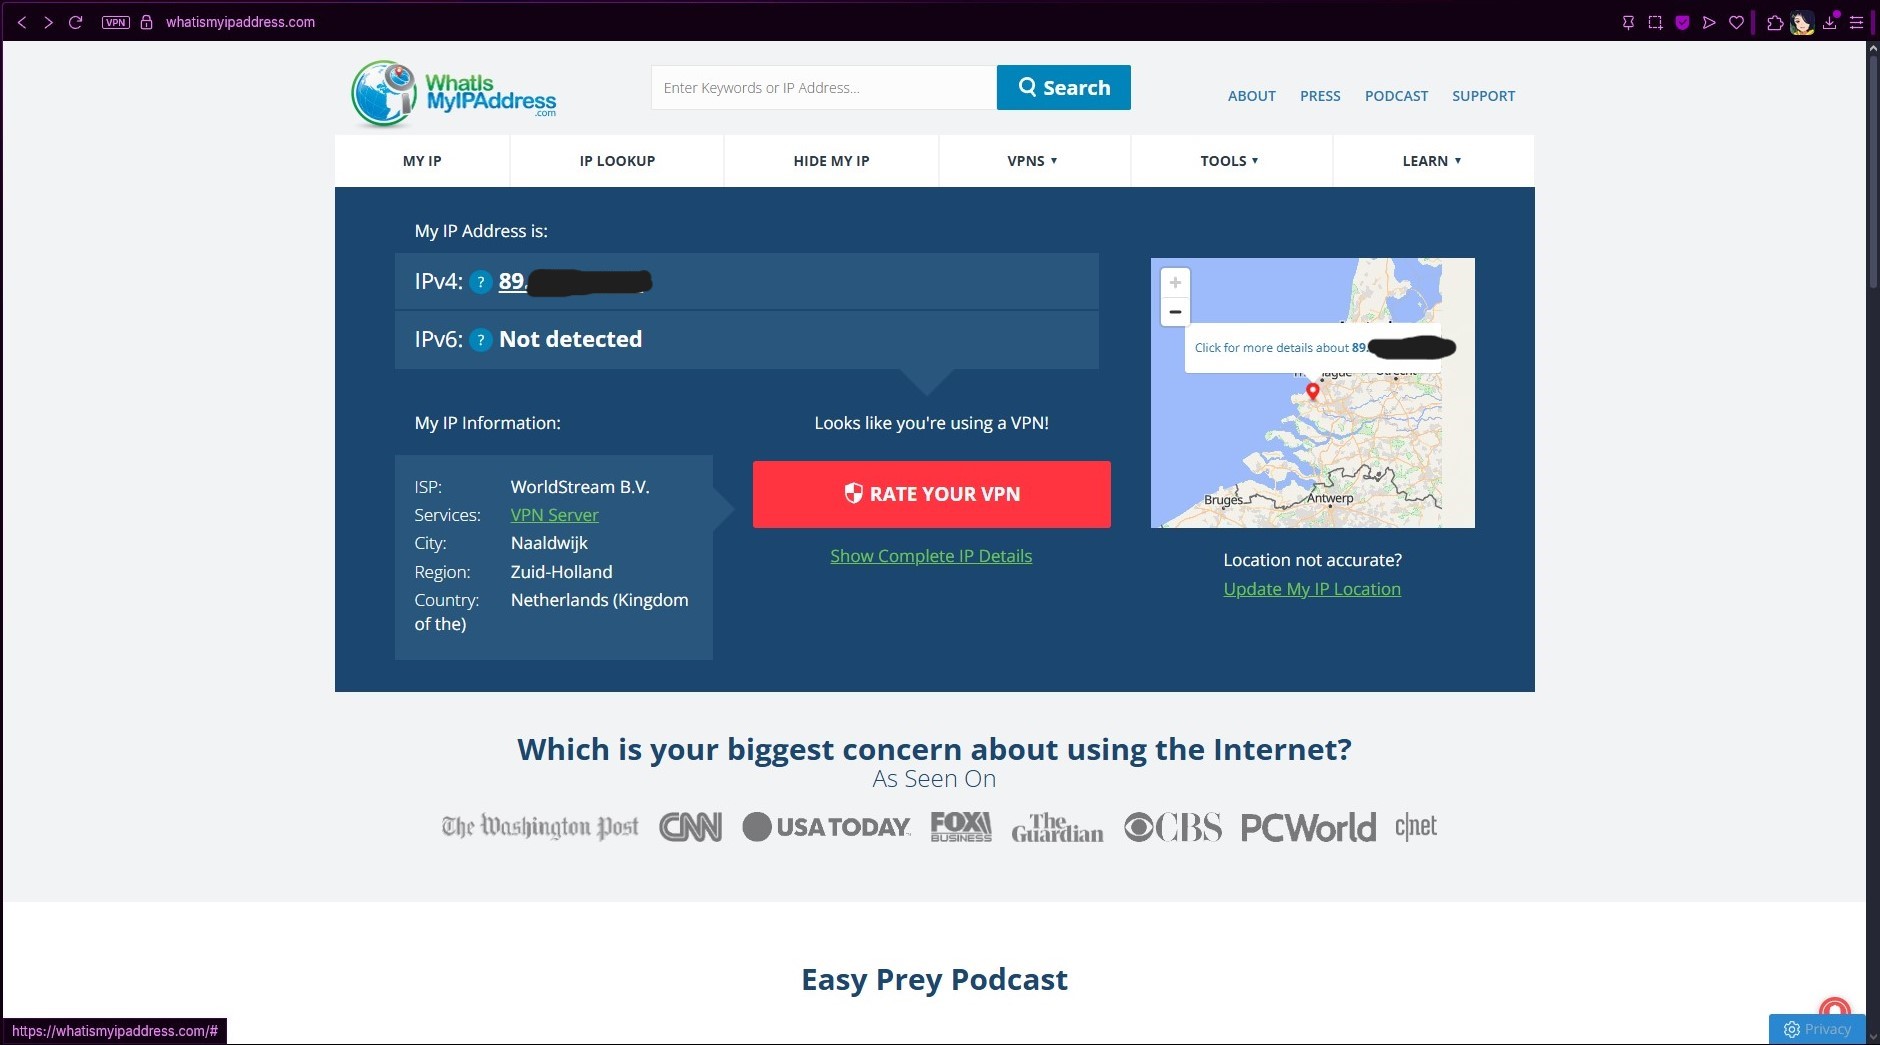 VPN whatismyipaddress.com
WhatIs
MyIPAddress
.com
Enter Keywords or IP Address...
Search
ABOUT PRESS PODCAST SUPPORT
MY IP IP LOOKUP HIDE MY IP VPNS ▼ TOOLS ▼ LEARN ▼
My IP Address is:
IPv4: ? 89.
IPv6: ? Not detected
Click for more details about 89.
Bruges
Antwerp
My IP Information:
ISP: WorldStream B.V.
Services: VPN Server
City: Naaldwijk
Region: Zuid-Holland
Country: Netherlands (Kingdom
of the)
Looks like you're using a VPN!
RATE YOUR VPN
Show Complete IP Details
Location not accurate?
Update My IP Location
Which is your biggest concern about using the Internet?
As Seen On
The Washington Post CNN USA TODAY FOX BUSINESS The Guardian CBS PCWorld c|net
Easy Prey Podcast
https://whatismyipaddress.com/#
Privacy